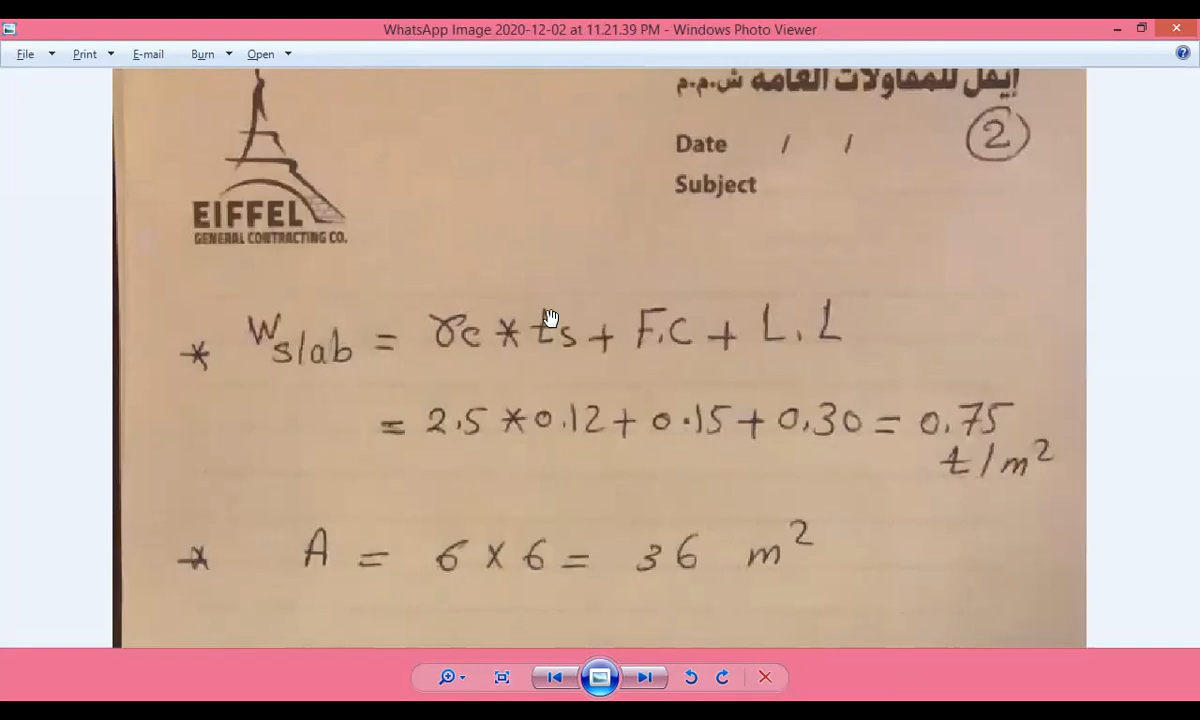 WhatsApp Image 2020-12-02 at 11.21.39 PM - Windows Photo Viewer
File Print E-mail Burn Open
إيفل للمقاولات العامة ش.م.م
2
Date / /
Subject
EIFFEL
GENERAL CONTRACTING CO.
* Wslab = γc * ts + F.C + L.L
= 2.5 * 0.12 + 0.15 + 0.30 = 0.75
t/m²
* A = 6 × 6 = 36 m²